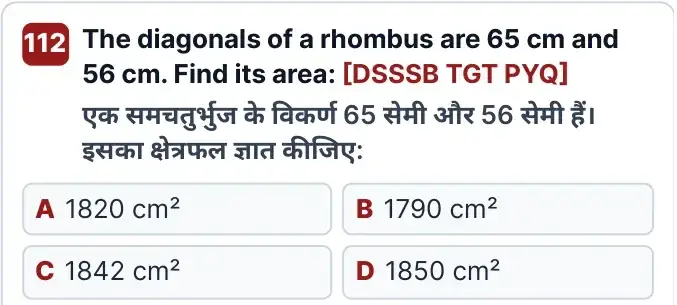 112 The diagonals of a rhombus are 65 cm and
56 cm. Find its area: [DSSSB TGT PYQ]
एक समचतुर्भुज के विकर्ण 65 सेमी और 56 सेमी हैं।
इसका क्षेत्रफल ज्ञात कीजिए:
A 1820 cm² B 1790 cm²
C 1842 cm² D 1850 cm²